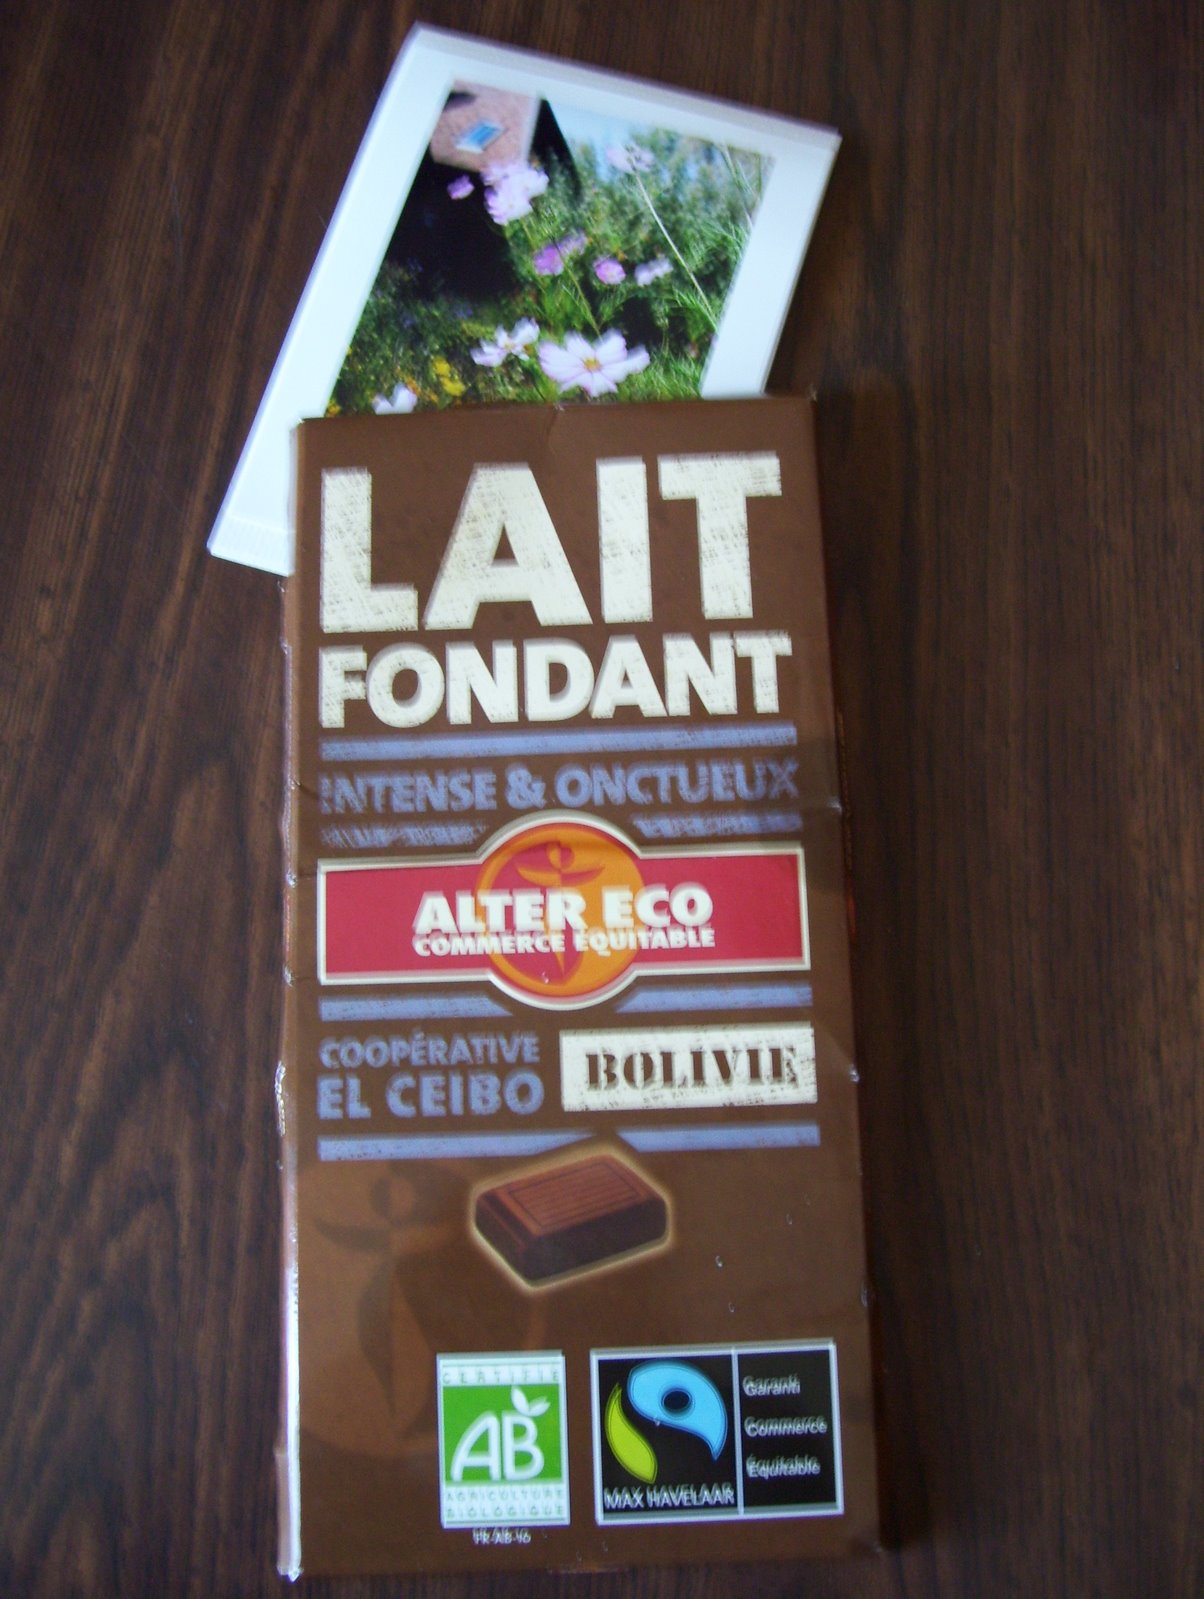 LAIT
FONDANT
INTENSE & ONCTUEUX
ALTER ECO
COMMERCE EQUITABLE
COOPÉRATIVE
EL CEIBO
BOLIVIE
CERTIFIÉ
AB
AGRICULTURE
BIOLOGIQUE
MAX HAVELAAR
Garanti
Commerce
Équitable